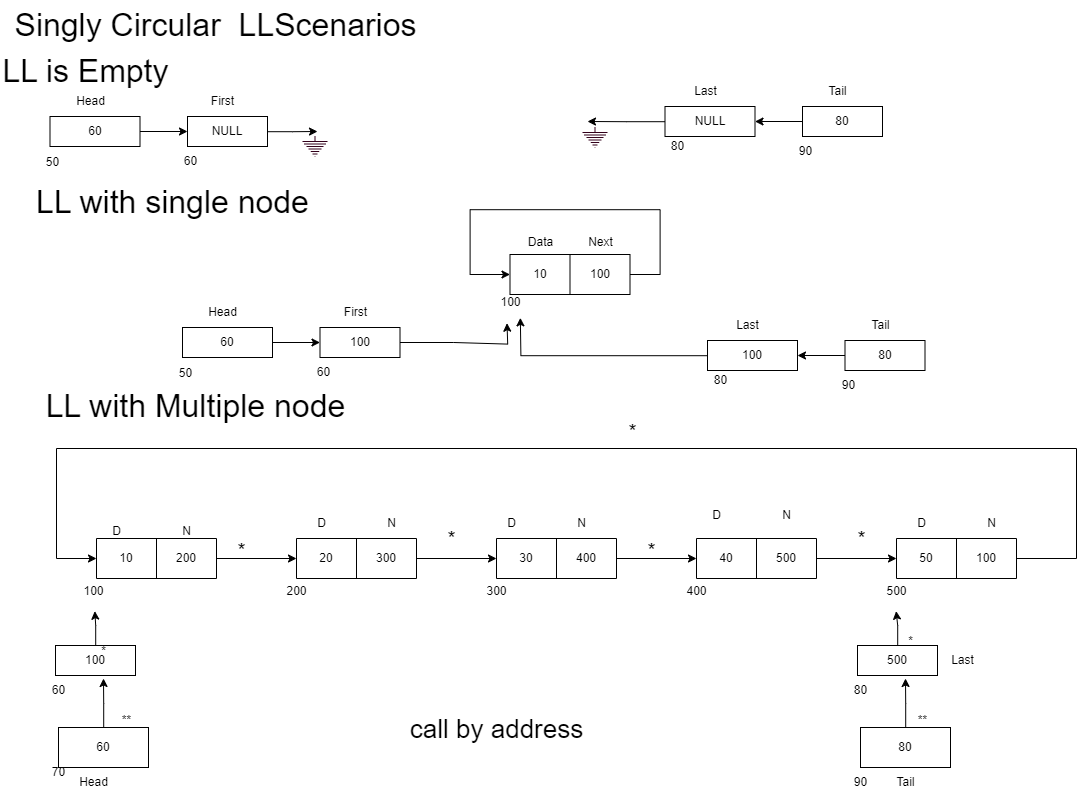 Singly Circular LLScenarios
LL is Empty
Head First Last Tail
60 NULL NULL 80
50 60 80 90
LL with single node
Data Next
10 100
100
Head First Last Tail
60 100 100 80
50 60 80 90
LL with Multiple node
*
D N D N D N D N D N
* * * *
10 200 20 300 30 400 40 500 50 100
100 200 300 400 500
* *
100 500 Last
60 80
** **
60 call by address 80
70 90
Head Tail